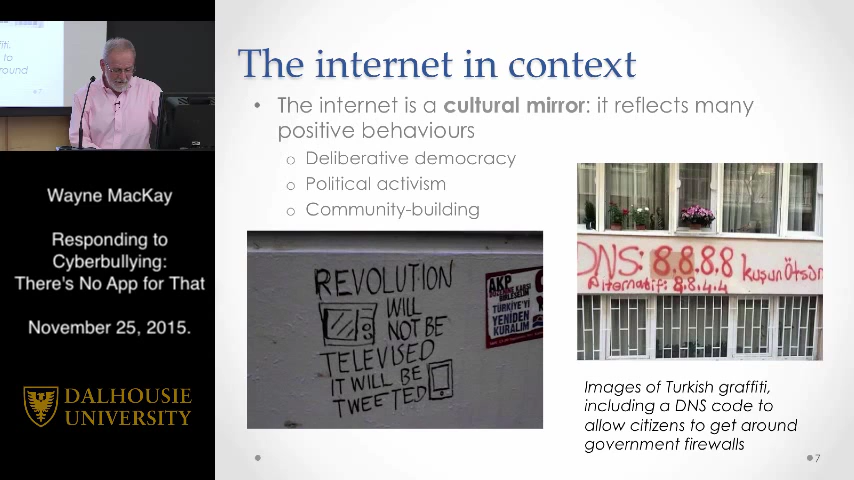 The internet in context
• The internet is a cultural mirror: it reflects many
positive behaviours
o Deliberative democracy
o Political activism
o Community-building
REVOLUTION
WILL
NOT BE
TELEVISED
IT WILL BE
TWEETED
AKP
TÜRKİYE'Yİ
YENİDEN
KURALIM
DNS: 8.8.8.8 kuşun ötsün
Alternatif: 8.8.4.4
Images of Turkish graffiti,
including a DNS code to
allow citizens to get around
government firewalls
7
Wayne MacKay
Responding to
Cyberbullying:
There's No App for That
November 25, 2015.
DALHOUSIE
UNIVERSITY